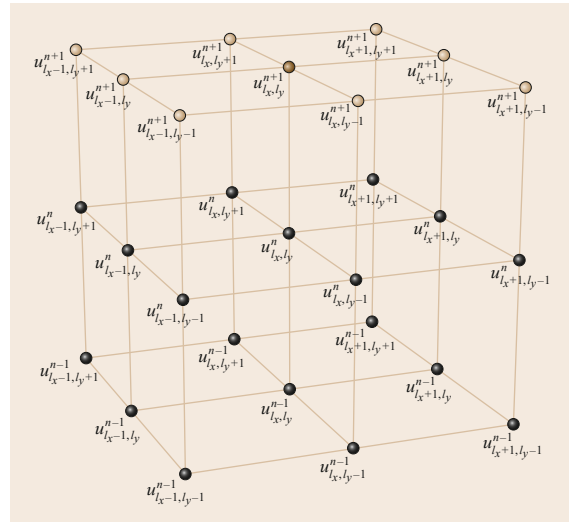 u^{n+1}_{l_x−1, l_y+1}
u^{n+1}_{l_x, l_y+1}
u^{n+1}_{l_x+1, l_y+1}
u^{n+1}_{l_x−1, l_y}
u^{n+1}_{l_x, l_y}
u^{n+1}_{l_x+1, l_y}
u^{n+1}_{l_x−1, l_y−1}
u^{n+1}_{l_x, l_y−1}
u^{n+1}_{l_x+1, l_y−1}
u^{n}_{l_x−1, l_y+1}
u^{n}_{l_x, l_y+1}
u^{n}_{l_x+1, l_y+1}
u^{n}_{l_x−1, l_y}
u^{n}_{l_x, l_y}
u^{n}_{l_x+1, l_y}
u^{n}_{l_x−1, l_y−1}
u^{n}_{l_x, l_y−1}
u^{n}_{l_x+1, l_y−1}
u^{n−1}_{l_x−1, l_y+1}
u^{n−1}_{l_x, l_y+1}
u^{n−1}_{l_x+1, l_y+1}
u^{n−1}_{l_x−1, l_y}
u^{n−1}_{l_x, l_y}
u^{n−1}_{l_x+1, l_y}
u^{n−1}_{l_x−1, l_y−1}
u^{n−1}_{l_x, l_y−1}
u^{n−1}_{l_x+1, l_y−1}